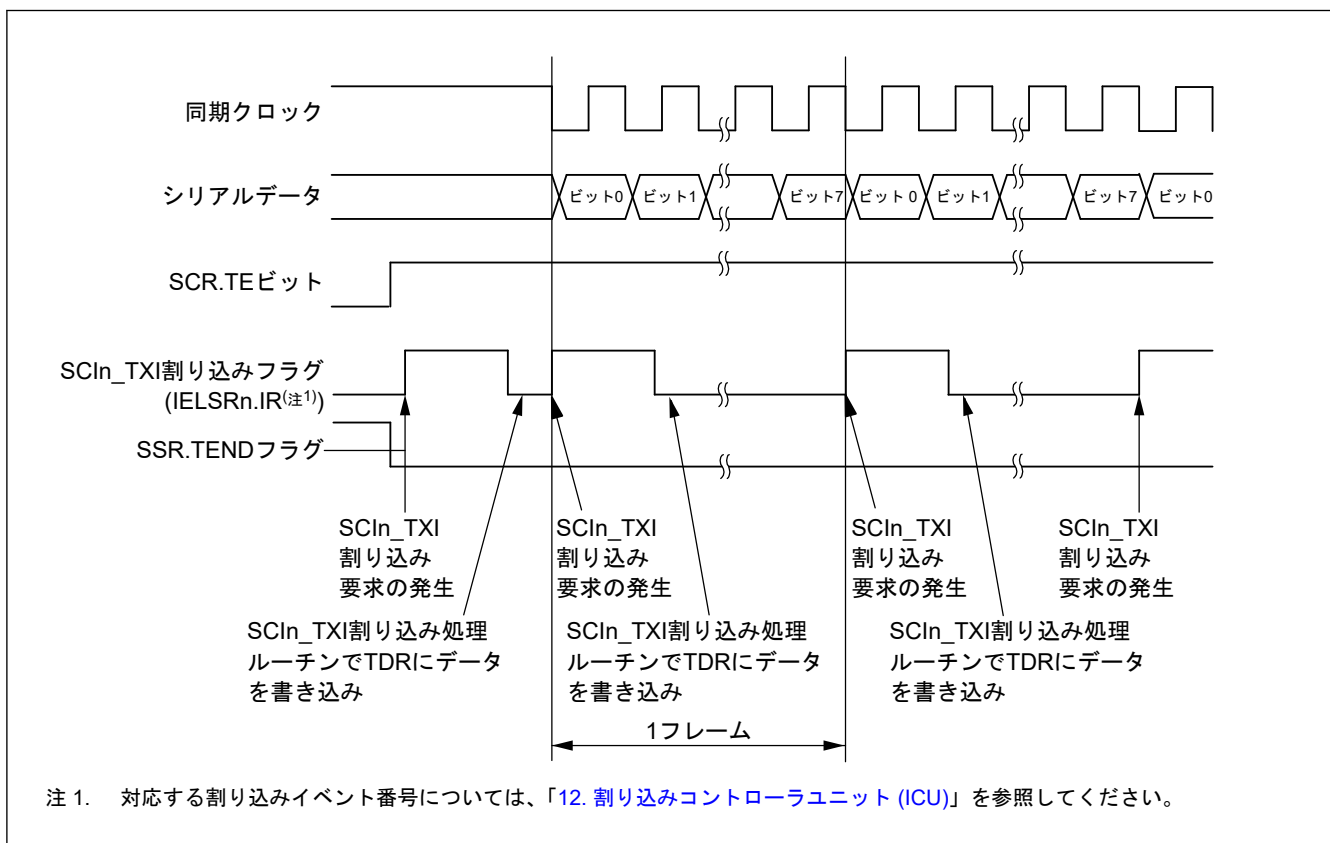 同期クロック
シリアルデータ
ビット0 ビット1 ビット7 ビット 0 ビット1 ビット7 ビット0
SCR.TEビット
SCIn_TXI割り込みフラグ
(IELSRn.IR(注1))
SSR.TENDフラグ
SCIn_TXI
割り込み
要求の発生
SCIn_TXI
割り込み
要求の発生
SCIn_TXI
割り込み
要求の発生
SCIn_TXI
割り込み
要求の発生
SCIn_TXI割り込み処理
ルーチンでTDRにデータ
を書き込み
SCIn_TXI割り込み処理
ルーチンでTDRにデータ
を書き込み
SCIn_TXI割り込み処理
ルーチンでTDRにデータ
を書き込み
1フレーム
注 1. 対応する割り込みイベント番号については、「12. 割り込みコントローラユニット (ICU)」を参照してください。